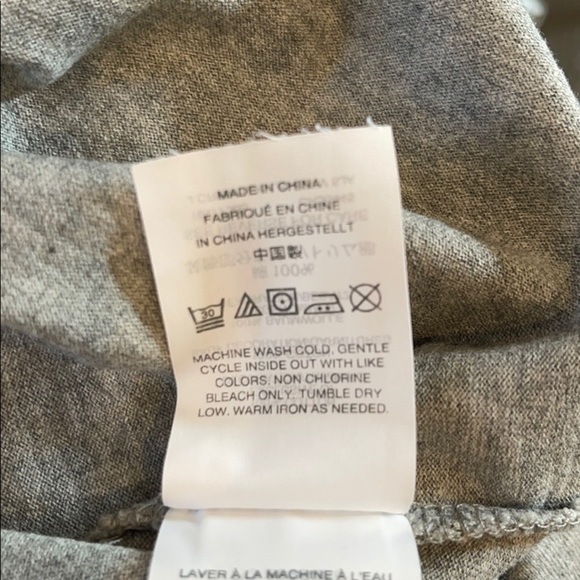 MADE IN CHINA
FABRIQUÉ EN CHINE
IN CHINA HERGESTELLT
中国製
30
MACHINE WASH COLD, GENTLE
CYCLE INSIDE OUT WITH LIKE
COLORS. NON CHLORINE
BLEACH ONLY. TUMBLE DRY
LOW. WARM IRON AS NEEDED.
LAVER À LA MACHINE À L'EAU